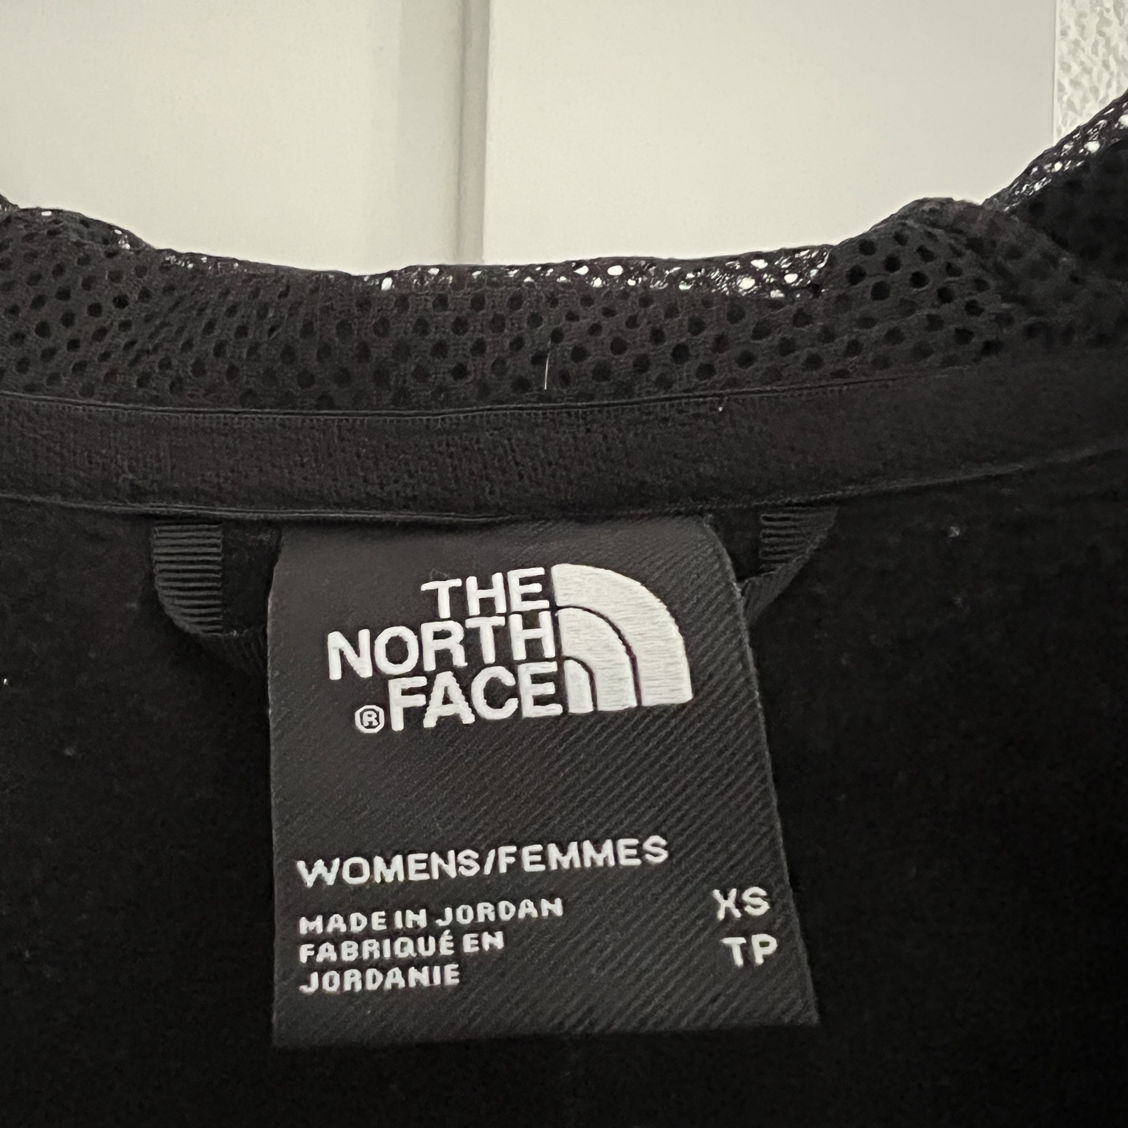 THE
NORTH
®FACE
WOMENS/FEMMES
MADE IN JORDAN
FABRIQUÉ EN
JORDANIE
XS
TP